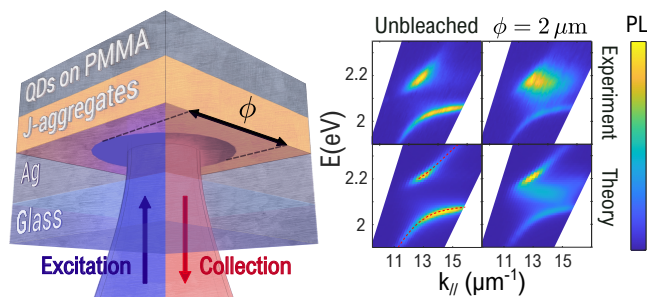 QDs on PMMA
J-aggregates
ϕ
Ag
Glass
Excitation
Collection
Unbleached
ϕ = 2 μm
PL
2.2
2
2.2
2
E(eV)
Experiment
Theory
11 13 15
11 13 15
k// (μm⁻¹)